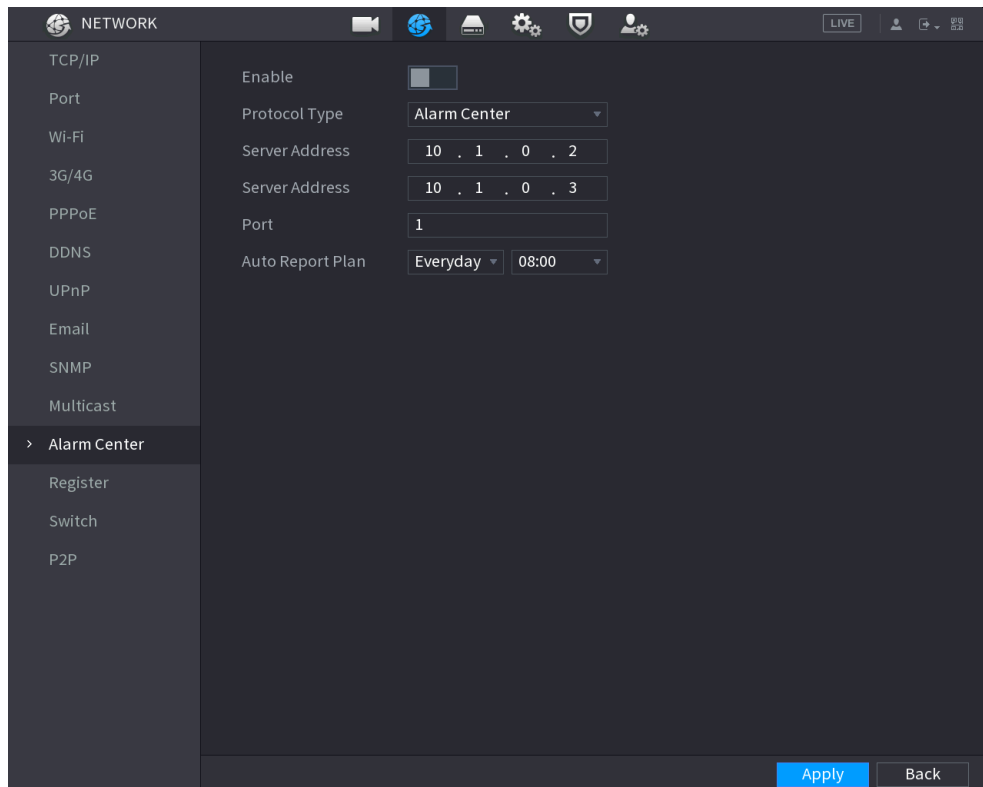 NETWORK
LIVE
TCP/IP
Port
Wi-Fi
3G/4G
PPPoE
DDNS
UPnP
Email
SNMP
Multicast
> Alarm Center
Register
Switch
P2P
Enable
Protocol Type Alarm Center
Server Address 10 . 1 . 0 . 2
Server Address 10 . 1 . 0 . 3
Port 1
Auto Report Plan Everyday 08:00
Apply Back